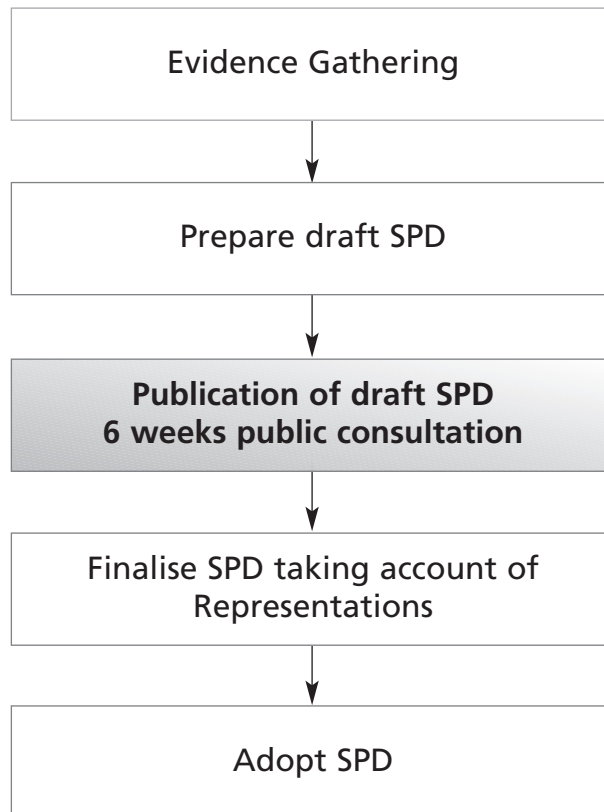 Evidence Gathering
Prepare draft SPD
Publication of draft SPD
6 weeks public consultation
Finalise SPD taking account of
Representations
Adopt SPD